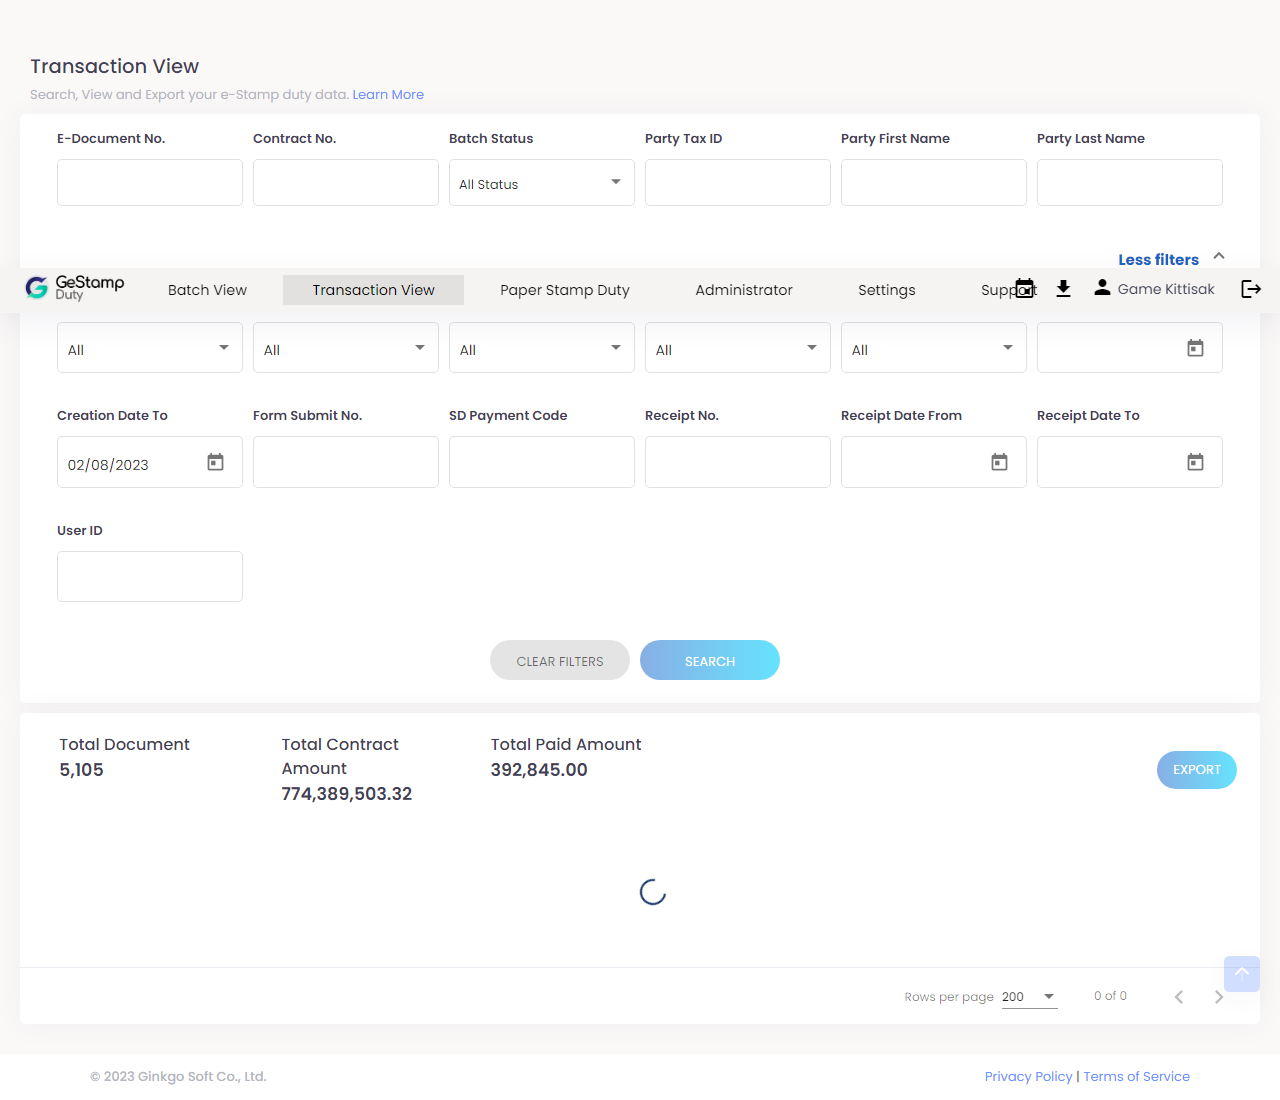 Transaction View
Search, View and Export your e-Stamp duty data. Learn More
E-Document No. Contract No. Batch Status Party Tax ID Party First Name Party Last Name
All Status
Less filters
GeStamp Duty Batch View Transaction View Paper Stamp Duty Administrator Settings Support Game Kittisak
All All All All All
Creation Date To Form Submit No. SD Payment Code Receipt No. Receipt Date From Receipt Date To
02/08/2023
User ID
CLEAR FILTERS SEARCH
Total Document Total Contract Amount Total Paid Amount
5,105 774,389,503.32 392,845.00
EXPORT
Rows per page 200 0 of 0
© 2023 Ginkgo Soft Co., Ltd. Privacy Policy | Terms of Service